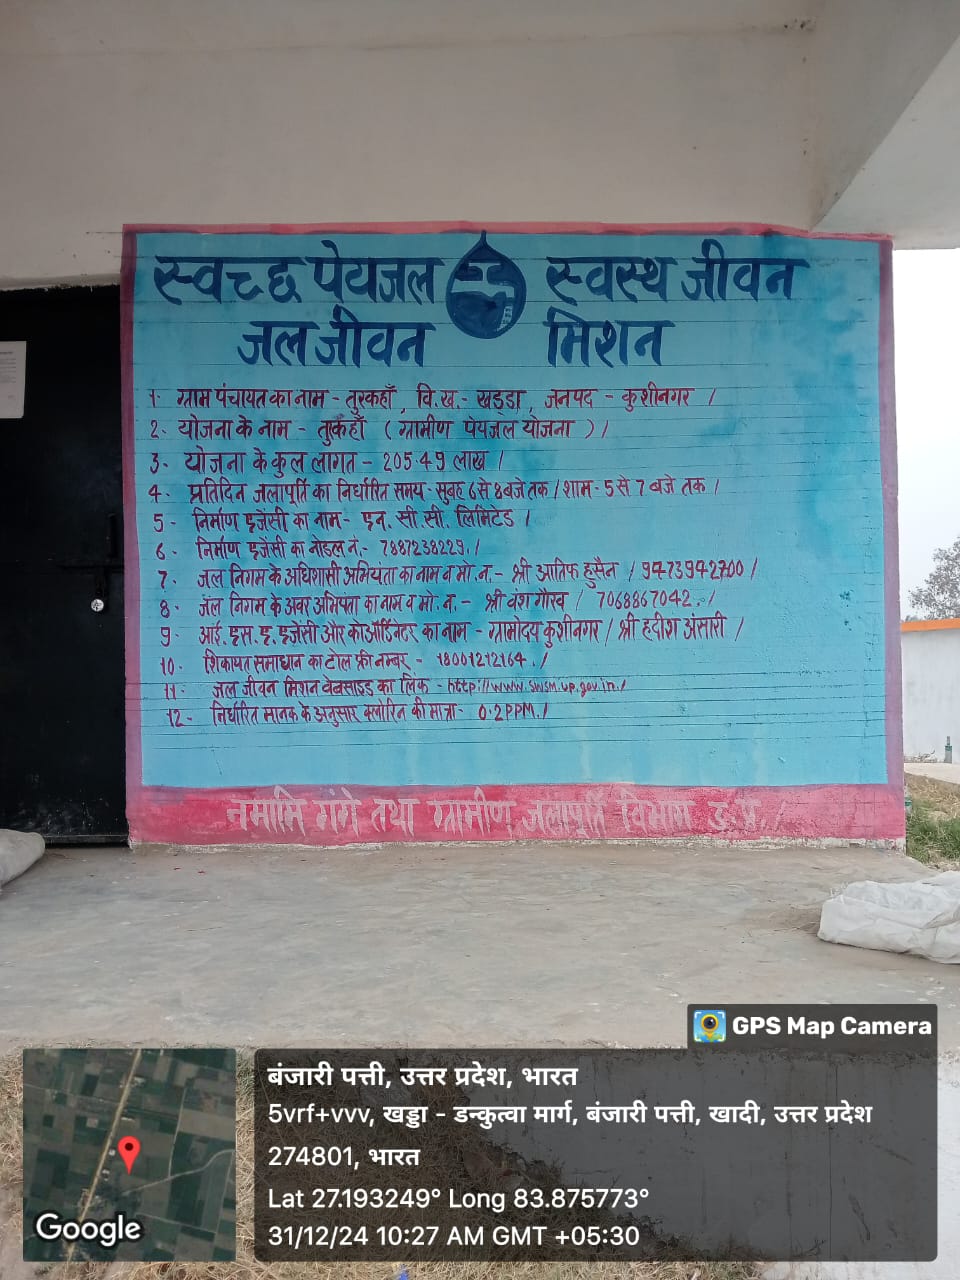 स्वच्छ पेयजल स्वस्थ जीवन
जल जीवन मिशन
1. ग्राम पंचायत का नाम - तुरकहाँ, वि.ख.- खड्डा, जनपद - कुशीनगर /
2. योजना के नाम - तुर्कहाँ ( ग्रामीण पेयजल योजना ) /
3. योजना के कुल लागत - 205.49 लाख /
4. प्रतिदिन जलापूर्ति का निर्धारित समय - सुबह 6 से 8 बजे तक / शाम - 5 से 7 बजे तक /
5. निर्माण एजेंसी का नाम - एन. सी. सी. लिमिटेड /
6. निर्माण एजेंसी का नोडल नं.- 7887238229. /
7. जल निगम के अधिशासी अभियंता का नाम व मो. न.- श्री आतिफ हुसैन / 9473942700 /
8. जल निगम के अवर अभियंता का नाम व मो. न. - श्री वंश गौरव / 7068867042. /
9. आई. एस. ए. एजेंसी और कोऑर्डिनेटर का नाम - ग्रामोदय कुशीनगर / श्री हदीश अंसारी /
10. शिकायत समाधान का टोल फ्री नम्बर - 18001212164. /
11. जल जीवन मिशन वेबसाइड का लिंक - http://www.swsm.up.gov.in. /
12. निर्धारित मानक के अनुसार क्लोरिन की मात्रा - 0.2 PPM. /
नमामि गंगे तथा ग्रामीण जलापूर्ति विभाग उ. प्र. /
GPS Map Camera
बंजारी पत्ती, उत्तर प्रदेश, भारत
5vrf+vvv, खड्डा - डन्कुत्वा मार्ग, बंजारी पत्ती, खादी, उत्तर प्रदेश
274801, भारत
Lat 27.193249° Long 83.875773°
31/12/24 10:27 AM GMT +05:30
Google